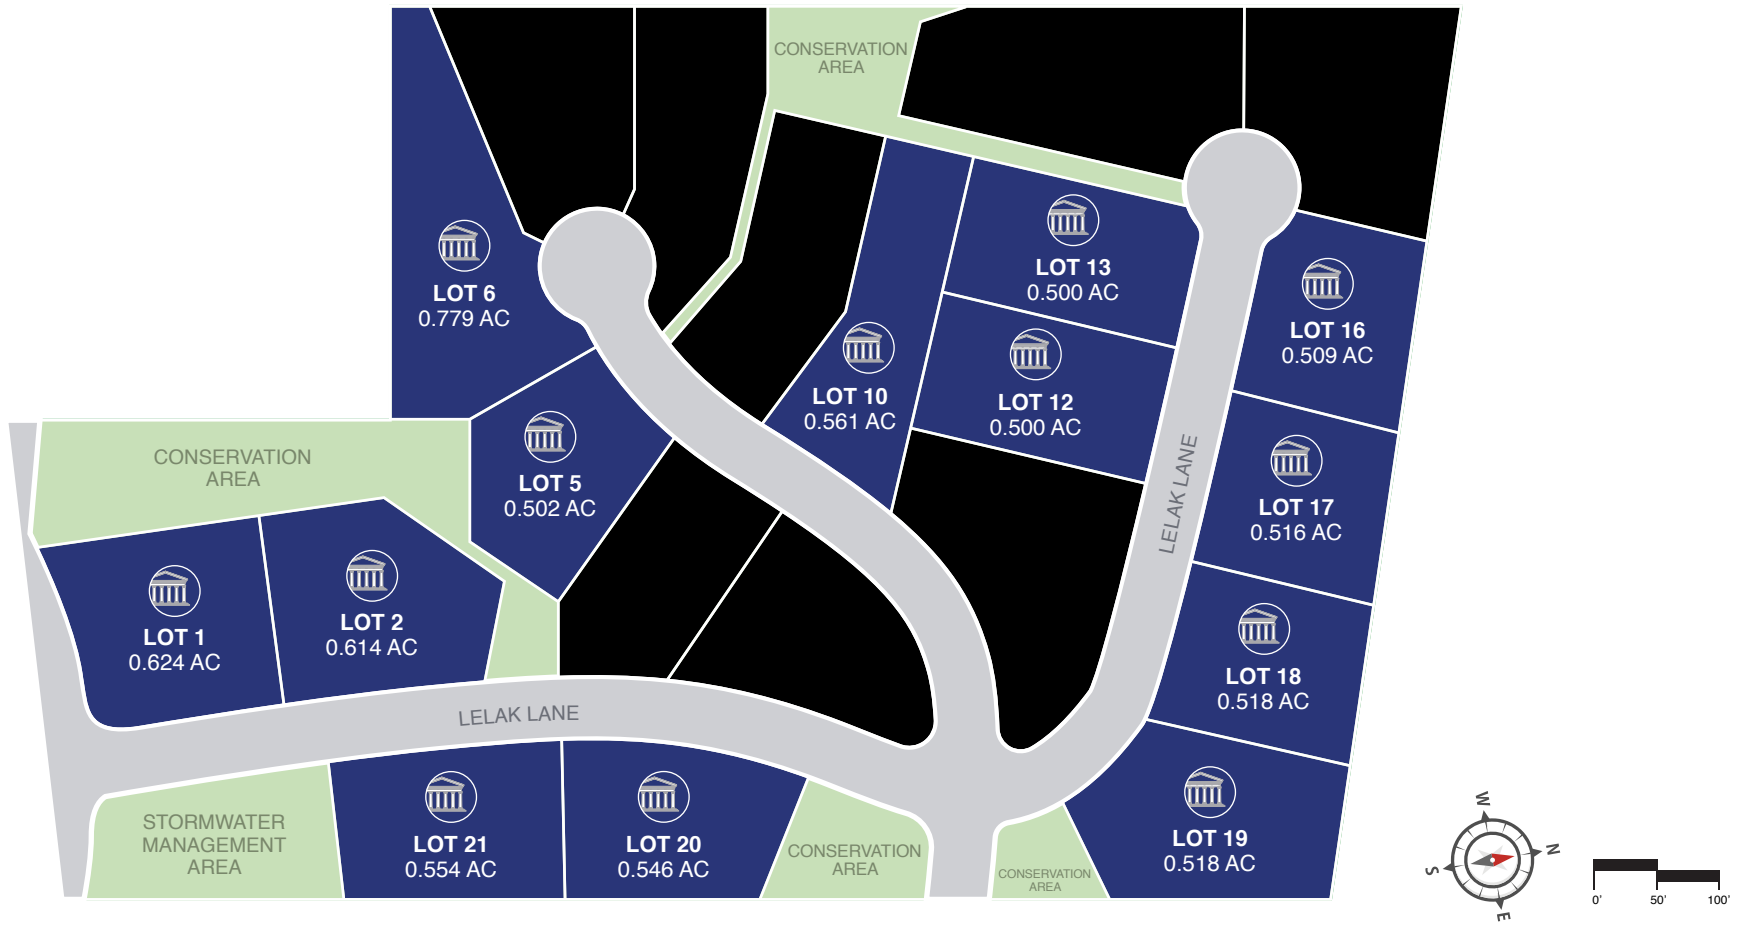 CONSERVATION
AREA
LOT 13
0.500 AC
LOT 6
0.779 AC
LOT 16
0.509 AC
LOT 10
0.561 AC
LOT 12
0.500 AC
CONSERVATION
AREA
LOT 5
0.502 AC
LELAK LANE
LOT 17
0.516 AC
LOT 1
0.624 AC
LOT 2
0.614 AC
LOT 18
0.518 AC
LELAK LANE
STORMWATER
MANAGEMENT
AREA
LOT 21
0.554 AC
LOT 20
0.546 AC
CONSERVATION
AREA
CONSERVATION
AREA
LOT 19
0.518 AC
W
N
S
E
0' 50' 100'